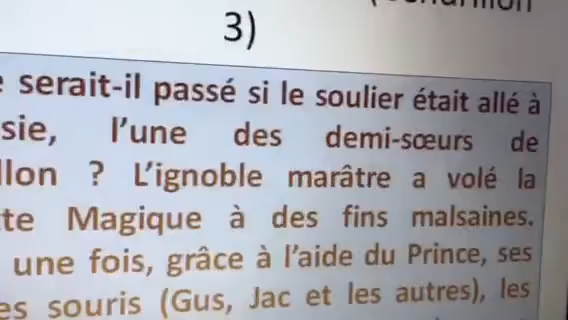 3)
serait-il passé si le soulier était allé à
sie, l'une des demi-sœurs de
llon ? L'ignoble marâtre a volé la
te Magique à des fins malsaines.
une fois, grâce à l'aide du Prince, ses
es souris (Gus, Jac et les autres), les